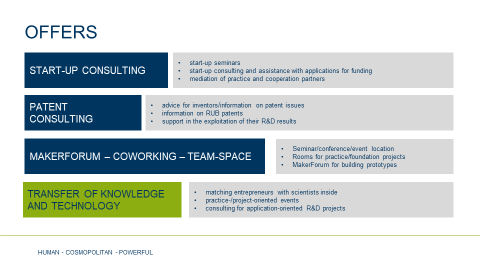 OFFERS
START-UP CONSULTING
• start-up seminars
• start-up consulting and assistance with applications for funding
• mediation of practice and cooperation partners
PATENT
CONSULTING
• advice for inventors/information on patent issues
• information on RUB patents
• support in the exploitation of their R&D results
MAKERFORUM – COWORKING – TEAM-SPACE
• Seminar/conference/event location
• Rooms for practice/foundation projects
• MakerForum for building prototypes
TRANSFER OF KNOWLEDGE
AND TECHNOLOGY
• matching entrepreneurs with scientists inside
• practice-/project-oriented events
• consulting for application-oriented R&D projects
HUMAN - COSMOPOLITAN - POWERFUL